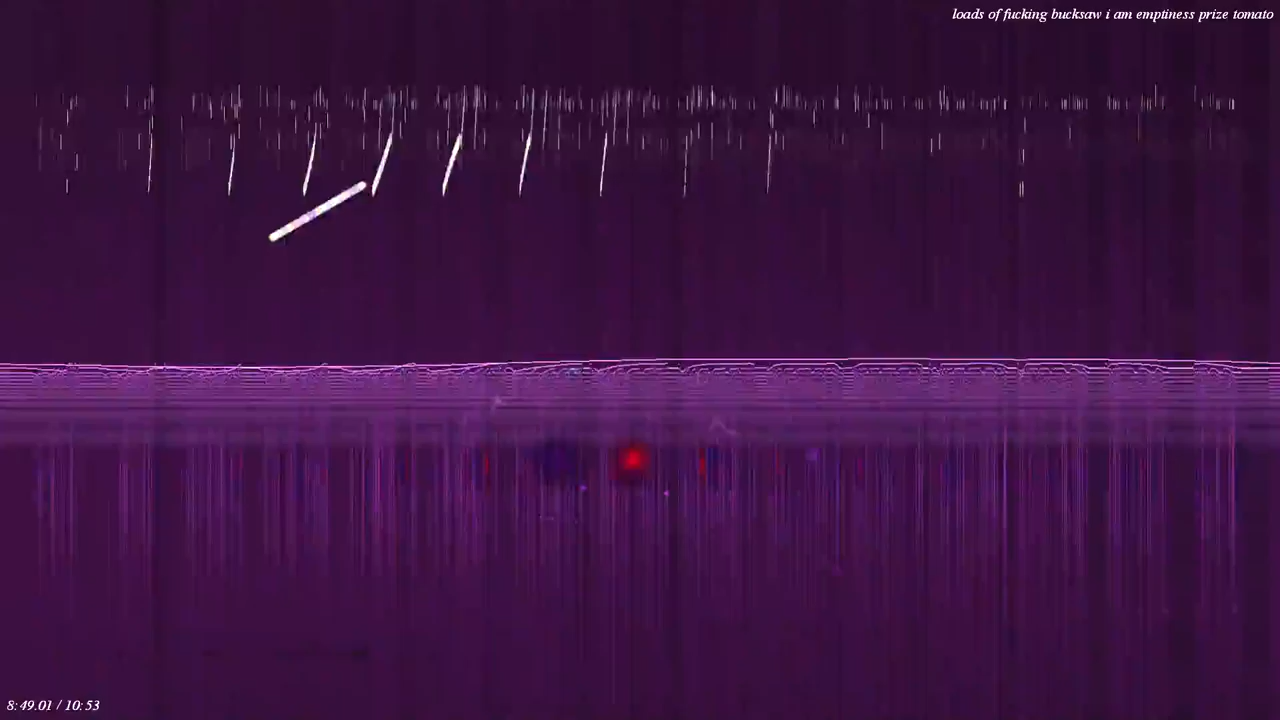 loads of fucking bucksaw i am emptiness prize tomato
8:49.01 / 10:53